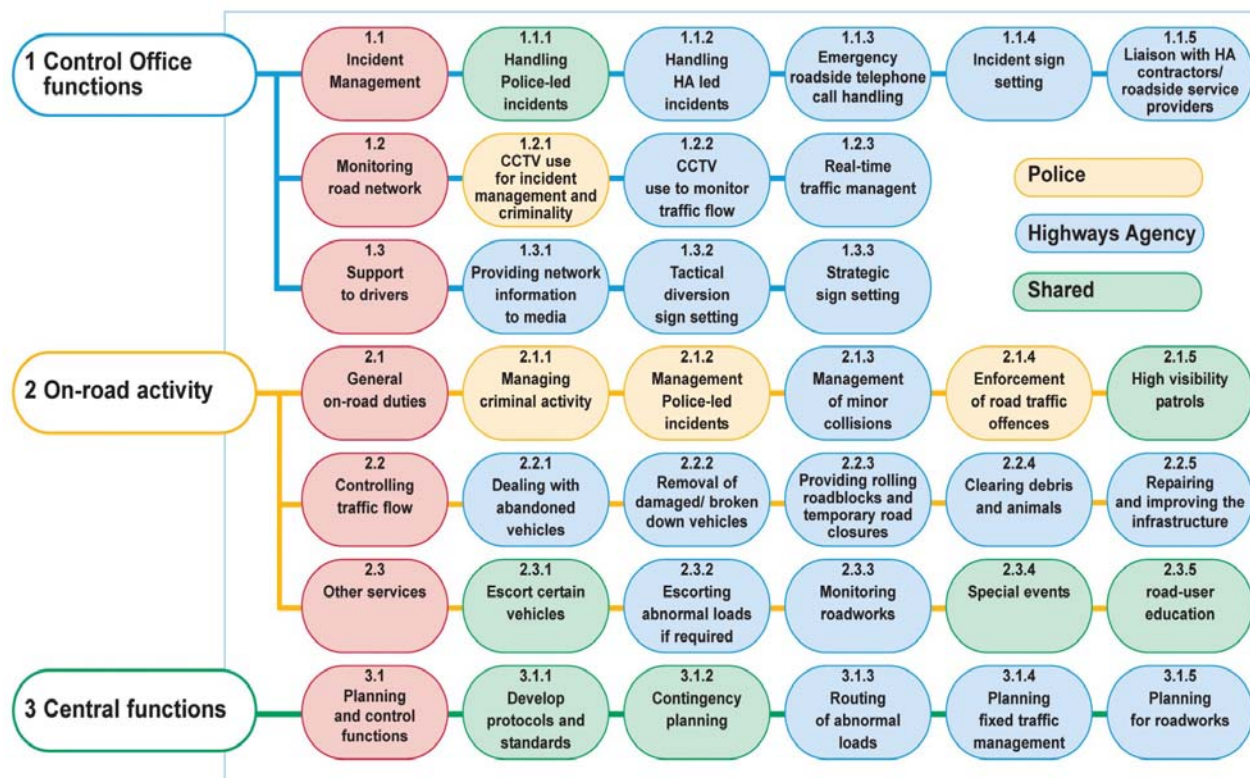 1 Control Office
functions
1.1
Incident
Management
1.1.1
Handling
Police-led
incidents
1.1.2
Handling
HA led
incidents
1.1.3
Emergency
roadside telephone
call handling
1.1.4
Incident sign
setting
1.1.5
Liaison with HA
contractors/
roadside service
providers
1.2
Monitoring
road network
1.2.1
CCTV use
for incident
management and
criminality
1.2.2
CCTV
use to monitor
traffic flow
1.2.3
Real-time
traffic managent
Police
Highways Agency
Shared
1.3
Support
to drivers
1.3.1
Providing network
information
to media
1.3.2
Tactical
diversion
sign setting
1.3.3
Strategic
sign setting
2 On-road activity
2.1
General
on-road duties
2.1.1
Managing
criminal activity
2.1.2
Management
Police-led
incidents
2.1.3
Management
of minor
collisions
2.1.4
Enforcement
of road traffic
offences
2.1.5
High visibility
patrols
2.2
Controlling
traffic flow
2.2.1
Dealing with
abandoned
vehicles
2.2.2
Removal of
damaged/ broken
down vehicles
2.2.3
Providing rolling
roadblocks and
temporary road
closures
2.2.4
Clearing debris
and animals
2.2.5
Repairing
and improving the
infrastructure
2.3
Other services
2.3.1
Escort certain
vehicles
2.3.2
Escorting
abnormal loads
if required
2.3.3
Monitoring
roadworks
2.3.4
Special events
2.3.5
road-user
education
3 Central functions
3.1
Planning
and control
functions
3.1.1
Develop
protocols and
standards
3.1.2
Contingency
planning
3.1.3
Routing
of abnormal
loads
3.1.4
Planning
fixed traffic
management
3.1.5
Planning
for roadworks